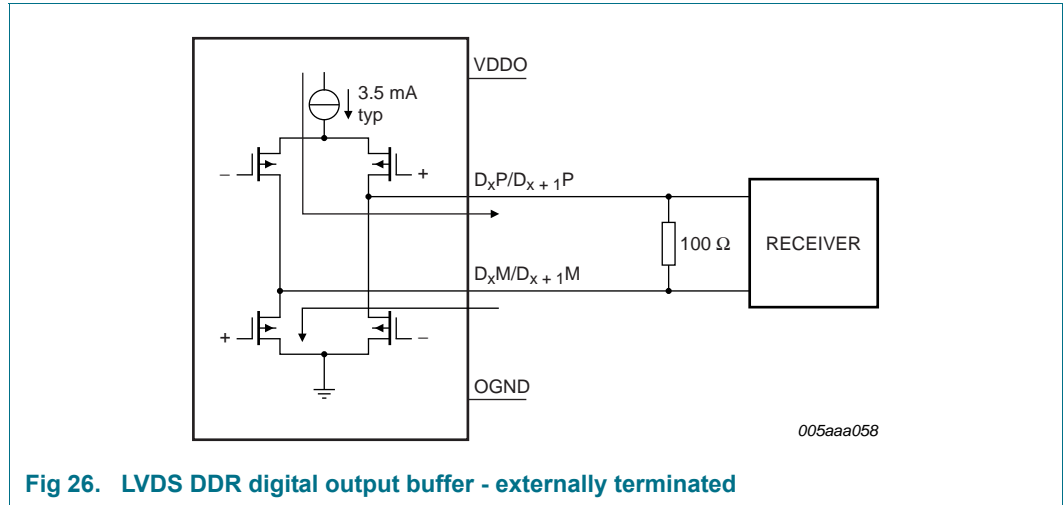 VDDO
3.5 mA
typ
– +
DxP/Dx + 1P
100 Ω
RECEIVER
DxM/Dx + 1M
+ –
OGND
005aaa058
Fig 26. LVDS DDR digital output buffer - externally terminated